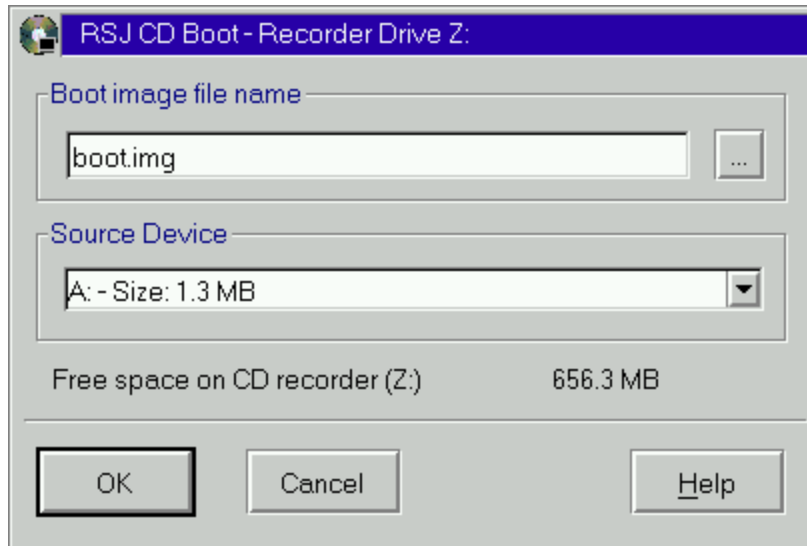 RSJ CD Boot - Recorder Drive Z:
Boot image file name
boot.img
...
Source Device
A: - Size: 1.3 MB
Free space on CD recorder (Z:) 656.3 MB
OK Cancel Help